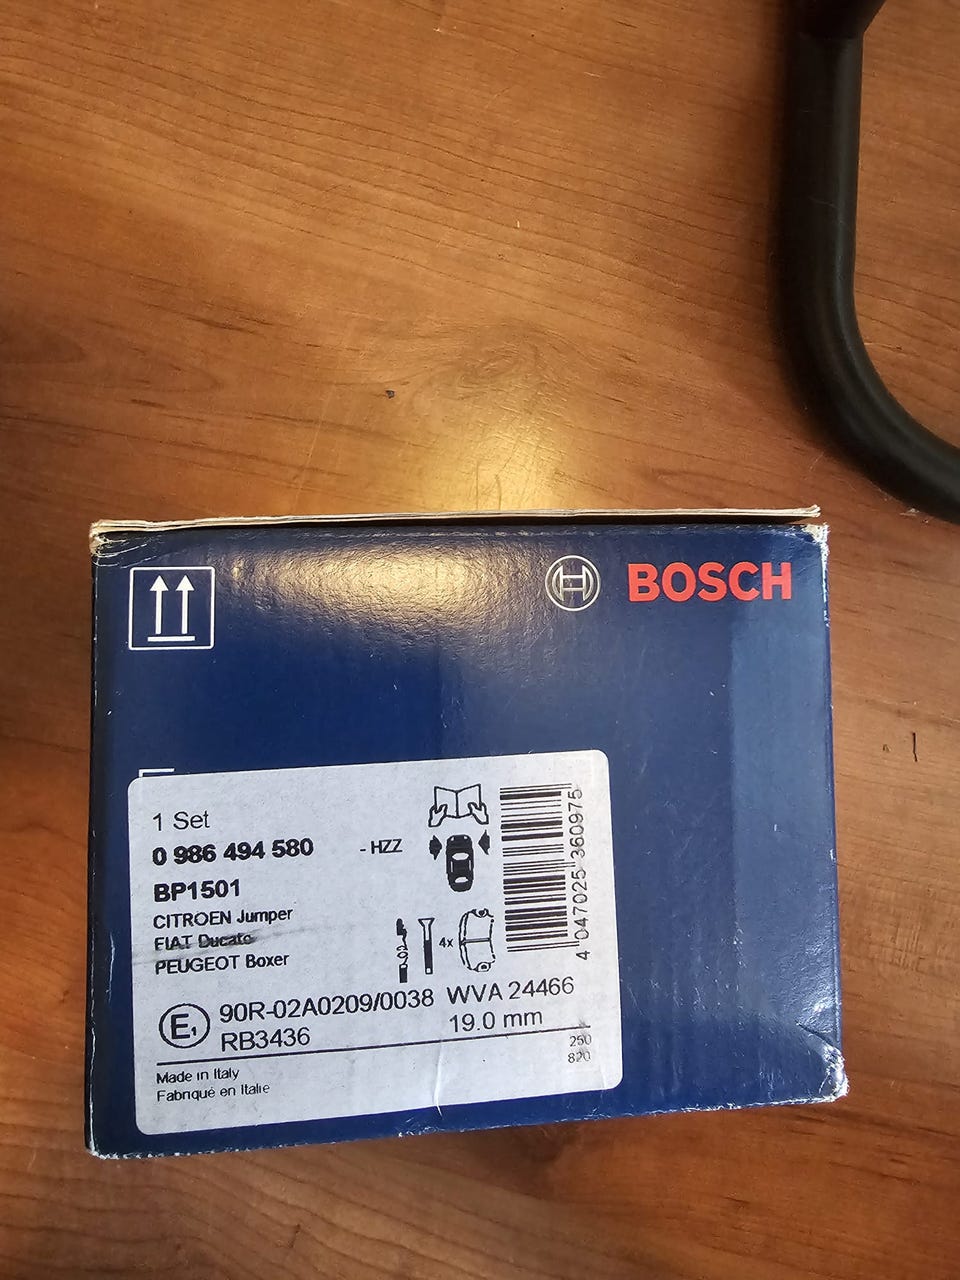 BOSCH
1 Set
0 986 494 580 - HZZ
BP1501
CITROEN Jumper
FIAT Ducato
PEUGEOT Boxer
4x
4 047025 360975
E1 90R-02A0209/0038 WVA 24466
RB3436 19.0 mm
250
820
Made in Italy
Fabriqué en Italie